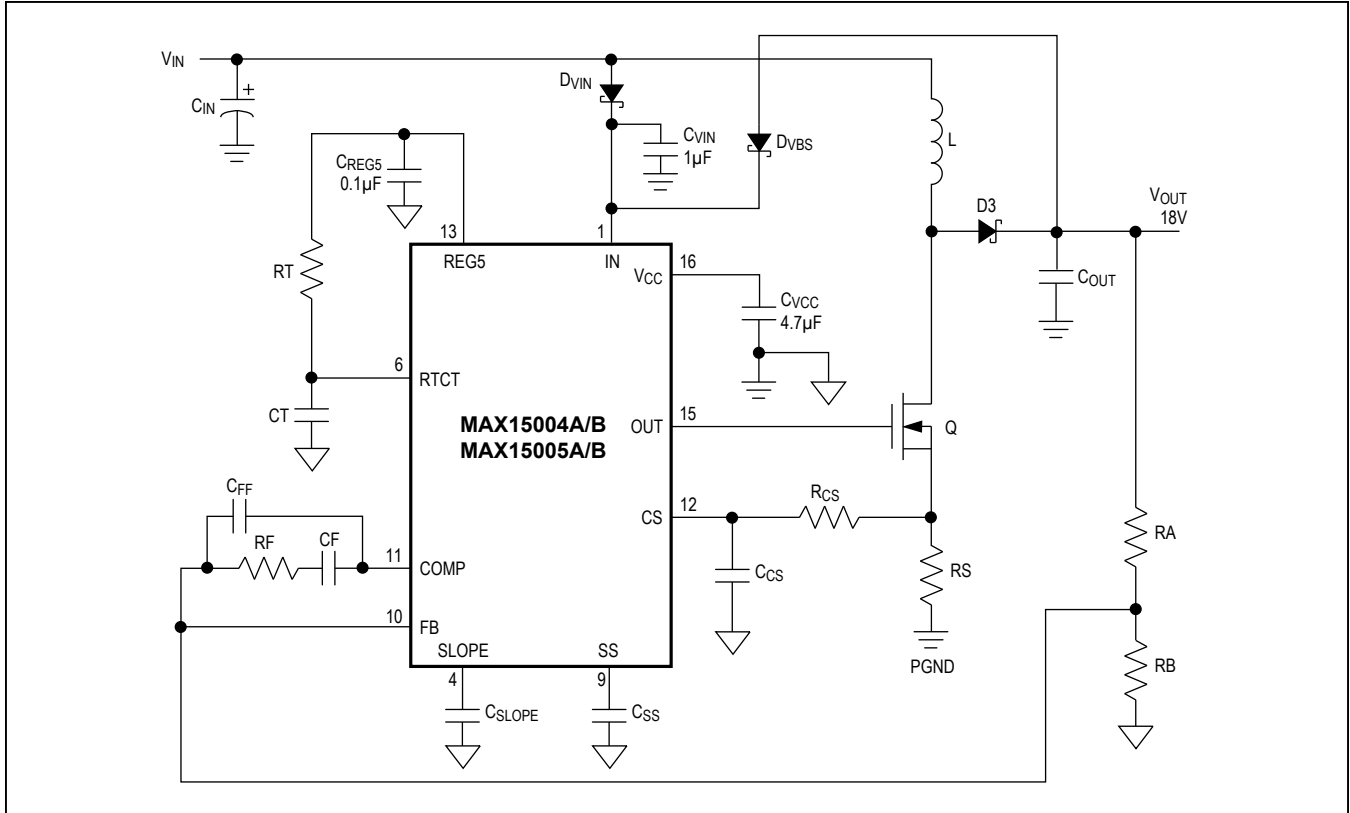 VIN
CIN
+
DVIN
CVIN
1µF
DVBS
L
CREG5
0.1µF
D3
VOUT
18V
COUT
13
REG5
1
IN
16
VCC
CVCC
4.7µF
RT
6
RTCT
CT
MAX15004A/B
MAX15005A/B
OUT
15
Q
CFF
RF
CF
11
COMP
10
FB
CS
12
RCS
CCS
RS
PGND
RA
RB
SLOPE
4
CSLOPE
SS
9
CSS